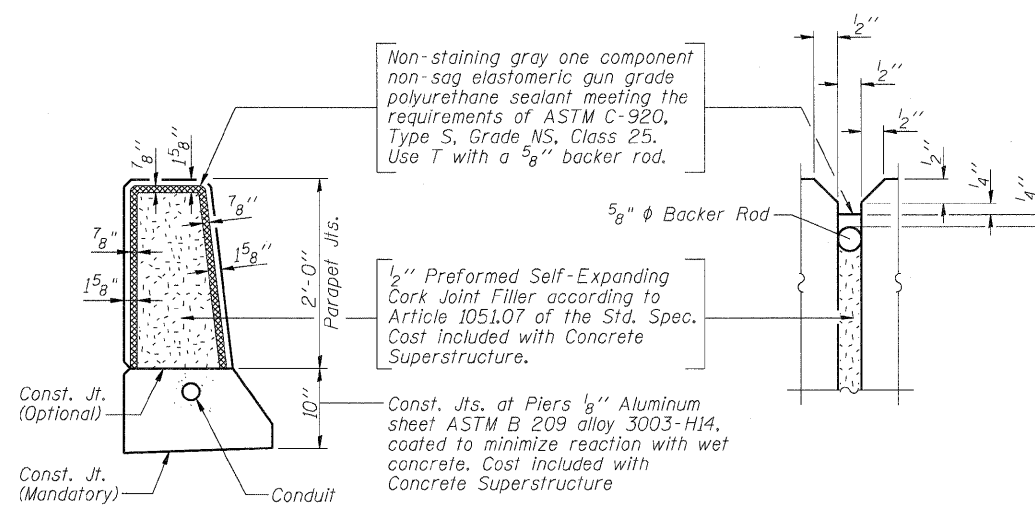 Non-staining gray one component
non-sag elastomeric gun grade
polyurethane sealant meeting the
requirements of ASTM C-920,
Type S, Grade NS, Class 25.
Use T with a 5/8" backer rod.
1/2"
1/2"
1/2"
1/2"
1/4"
1/4"
7/8"
1 5/8"
7/8"
7/8"
1 5/8"
1 5/8"
2'-0"
Parapet Jts.
5/8" φ Backer Rod
1/2" Preformed Self-Expanding
Cork Joint Filler according to
Article 1051.07 of the Std. Spec.
Cost included with Concrete
Superstructure.
Const. Jt.
(Optional)
10"
Const. Jts. at Piers 1/8" Aluminum
sheet ASTM B 209 alloy 3003-H14,
coated to minimize reaction with wet
concrete. Cost included with
Concrete Superstructure
Const. Jt.
(Mandatory)
Conduit